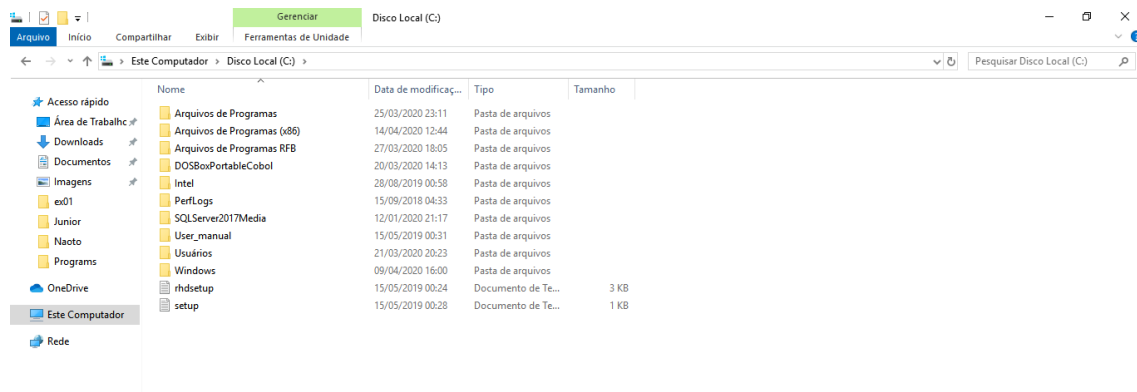 Gerenciar
Disco Local (C:)
Arquivo Início Compartilhar Exibir Ferramentas de Unidade
Este Computador > Disco Local (C:) >
Pesquisar Disco Local (C:)
Nome Data de modificaç... Tipo Tamanho
Acesso rápido
Área de Trabalhc
Downloads
Documentos
Imagens
ex01
Junior
Naoto
Programs
OneDrive
Este Computador
Rede
Arquivos de Programas 25/03/2020 23:11 Pasta de arquivos
Arquivos de Programas (x86) 14/04/2020 12:44 Pasta de arquivos
Arquivos de Programas RFB 27/03/2020 18:05 Pasta de arquivos
DOSBoxPortableCobol 20/03/2020 14:13 Pasta de arquivos
Intel 28/08/2019 00:58 Pasta de arquivos
PerfLogs 15/09/2018 04:33 Pasta de arquivos
SQLServer2017Media 12/01/2020 21:17 Pasta de arquivos
User_manual 15/05/2019 00:31 Pasta de arquivos
Usuários 21/03/2020 20:23 Pasta de arquivos
Windows 09/04/2020 16:00 Pasta de arquivos
rhdsetup 15/05/2019 00:24 Documento de Te... 3 KB
setup 15/05/2019 00:28 Documento de Te... 1 KB